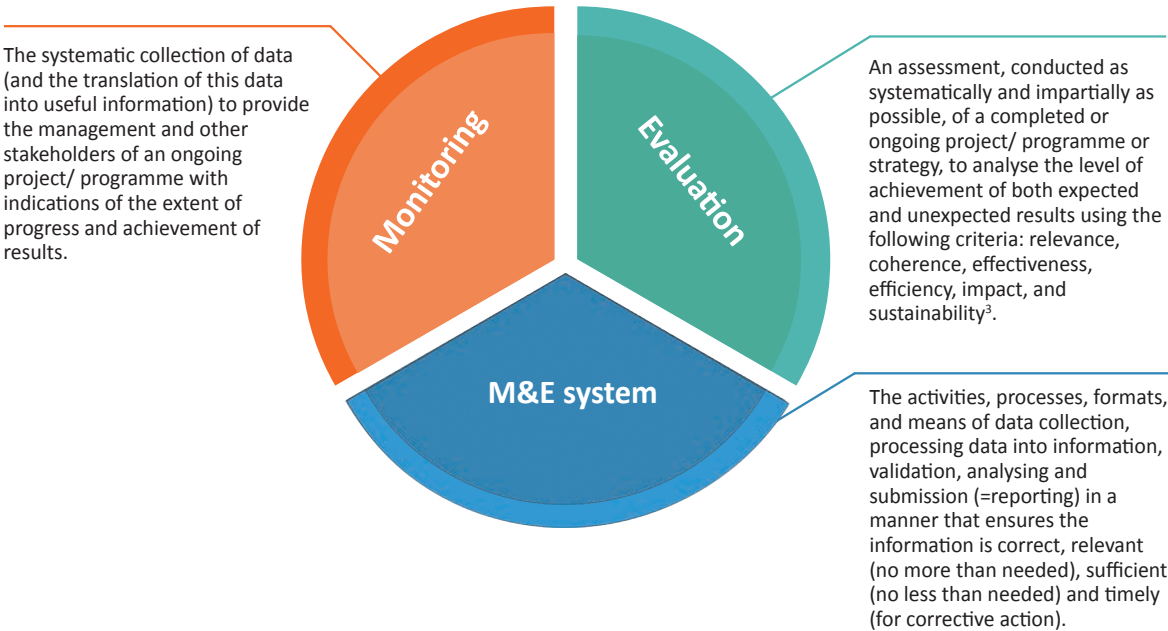 The systematic collection of data
(and the translation of this data
into useful information) to provide
the management and other
stakeholders of an ongoing
project/ programme with
indications of the extent of
progress and achievement of
results.
Monitoring
Evaluation
An assessment, conducted as
systematically and impartially as
possible, of a completed or
ongoing project/ programme or
strategy, to analyse the level of
achievement of both expected
and unexpected results using the
following criteria: relevance,
coherence, effectiveness,
efficiency, impact, and
sustainability³.
M&E system
The activities, processes, formats,
and means of data collection,
processing data into information,
validation, analysing and
submission (=reporting) in a
manner that ensures the
information is correct, relevant
(no more than needed), sufficient
(no less than needed) and timely
(for corrective action).